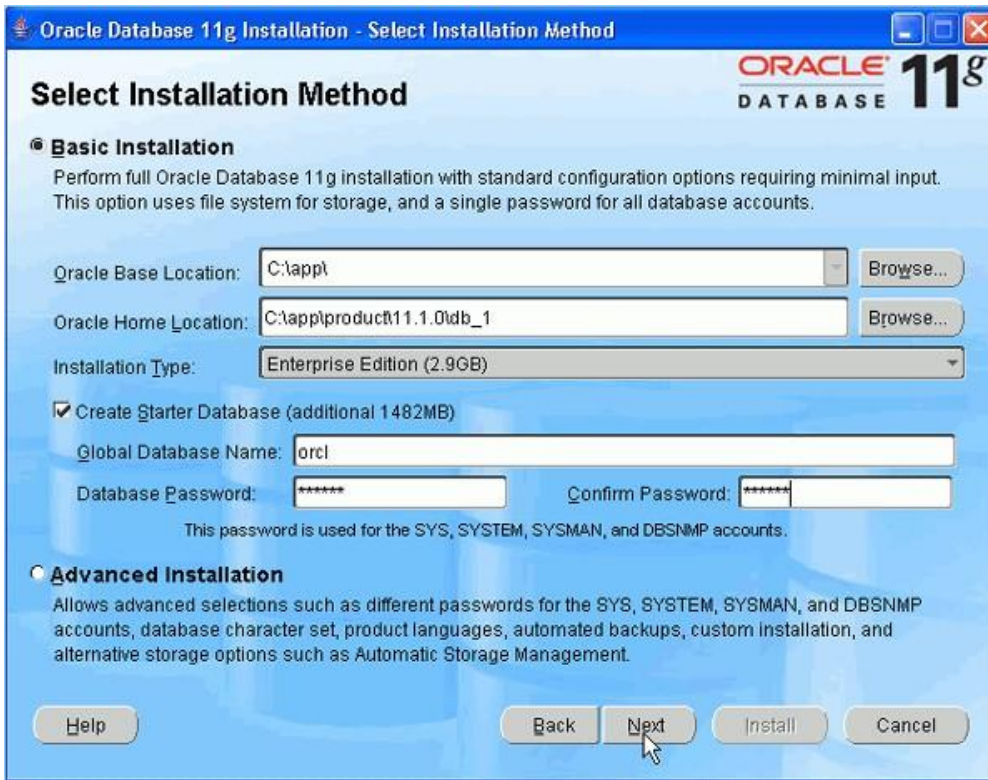 Oracle Database 11g Installation - Select Installation Method
Select Installation Method
ORACLE
DATABASE 11g
Basic Installation
Perform full Oracle Database 11g installation with standard configuration options requiring minimal input.
This option uses file system for storage, and a single password for all database accounts.
Oracle Base Location: C:\app\ Browse...
Oracle Home Location: C:\app\product\11.1.0\db_1 Browse...
Installation Type: Enterprise Edition (2.9GB)
Create Starter Database (additional 1482MB)
Global Database Name: orcl
Database Password: ****** Confirm Password: ******
This password is used for the SYS, SYSTEM, SYSMAN, and DBSNMP accounts.
Advanced Installation
Allows advanced selections such as different passwords for the SYS, SYSTEM, SYSMAN, and DBSNMP
accounts, database character set, product languages, automated backups, custom installation, and
alternative storage options such as Automatic Storage Management.
Help Back Next Install Cancel